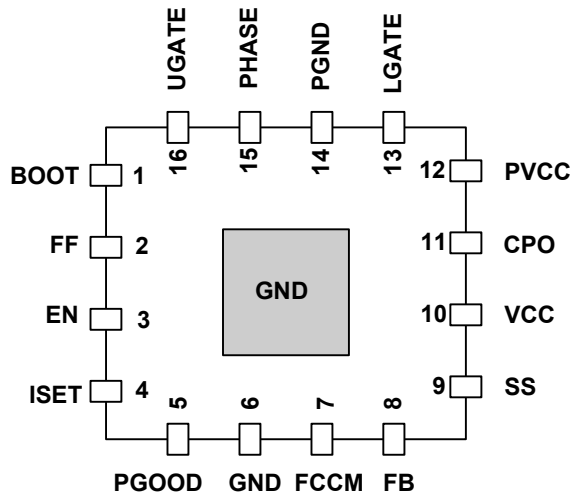 UGATE PHASE PGND LGATE
16 15 14 13
BOOT 1 12 PVCC
FF 2 11 CPO
GND
EN 3 10 VCC
ISET 4 9 SS
5 6 7 8
PGOOD GND FCCM FB